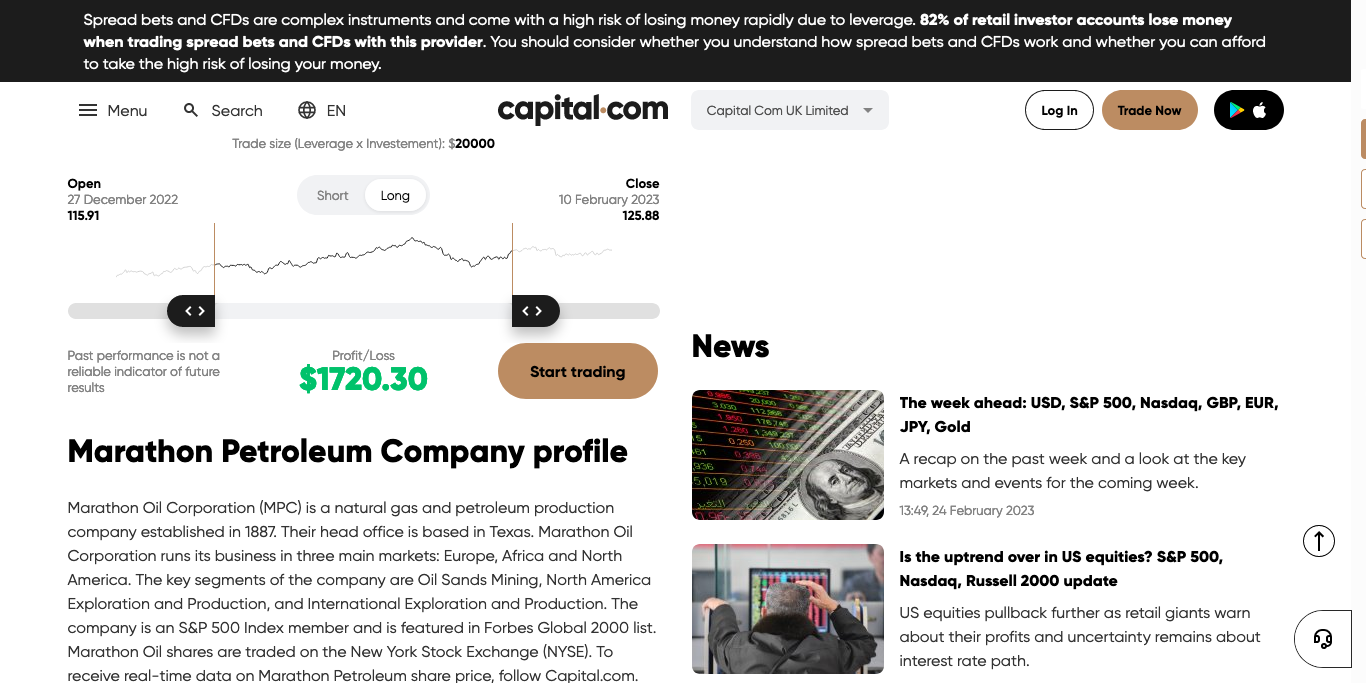 Spread bets and CFDs are complex instruments and come with a high risk of losing money rapidly due to leverage. 82% of retail investor accounts lose money
when trading spread bets and CFDs with this provider. You should consider whether you understand how spread bets and CFDs work and whether you can afford
to take the high risk of losing your money.
Menu
Search
EN
capital.com
Capital Com UK Limited
Log In
Trade Now
Trade size (Leverage x Investement): $20000
Open
27 December 2022
115.91
Short
Long
Close
10 February 2023
125.88
Past performance is not a
reliable indicator of future
results
Profit/Loss
$1720.30
Start trading
Marathon Petroleum Company profile
Marathon Oil Corporation (MPC) is a natural gas and petroleum production
company established in 1887. Their head office is based in Texas. Marathon Oil
Corporation runs its business in three main markets: Europe, Africa and North
America. The key segments of the company are Oil Sands Mining, North America
Exploration and Production, and International Exploration and Production. The
company is an S&P 500 Index member and is featured in Forbes Global 2000 list.
Marathon Oil shares are traded on the New York Stock Exchange (NYSE). To
receive real-time data on Marathon Petroleum share price, follow Capital.com.
News
The week ahead: USD, S&P 500, Nasdaq, GBP, EUR,
JPY, Gold
A recap on the past week and a look at the key
markets and events for the coming week.
13:49, 24 February 2023
Is the uptrend over in US equities? S&P 500,
Nasdaq, Russell 2000 update
US equities pullback further as retail giants warn
about their profits and uncertainty remains about
interest rate path.